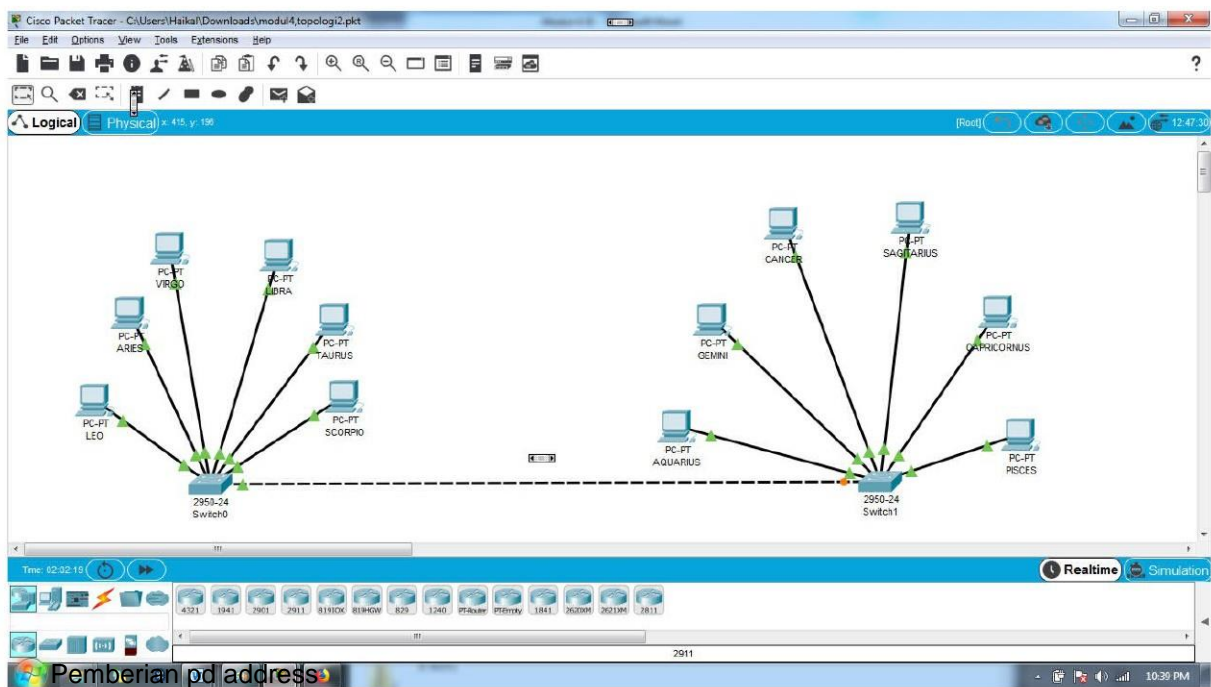 Cisco Packet Tracer - C:\Users\Haikal\Downloads\modul4,topologi2.pkt
File Edit Options View Tools Extensions Help
?
Logical Physical x: 415, y: 196
[Root] 12:47:30
PC-PT
VIRGO
PC-PT
LIBRA
PC-PT
ARIES
PC-PT
TAURUS
PC-PT
LEO
PC-PT
SCORPIO
2950-24
Switch0
PC-PT
CANCER
PC-PT
SAGITARIUS
PC-PT
GEMINI
PC-PT
CAPRICORNUS
PC-PT
AQUARIUS
PC-PT
PISCES
2950-24
Switch1
Time: 02:02:19
Realtime Simulation
4321 1941 2901 2911 819IOX 819HGW 829 1240 PT-Router PT-Empty 1841 2620XM 2621XM 2811
2911
Pemberian pd address
10:39 PM